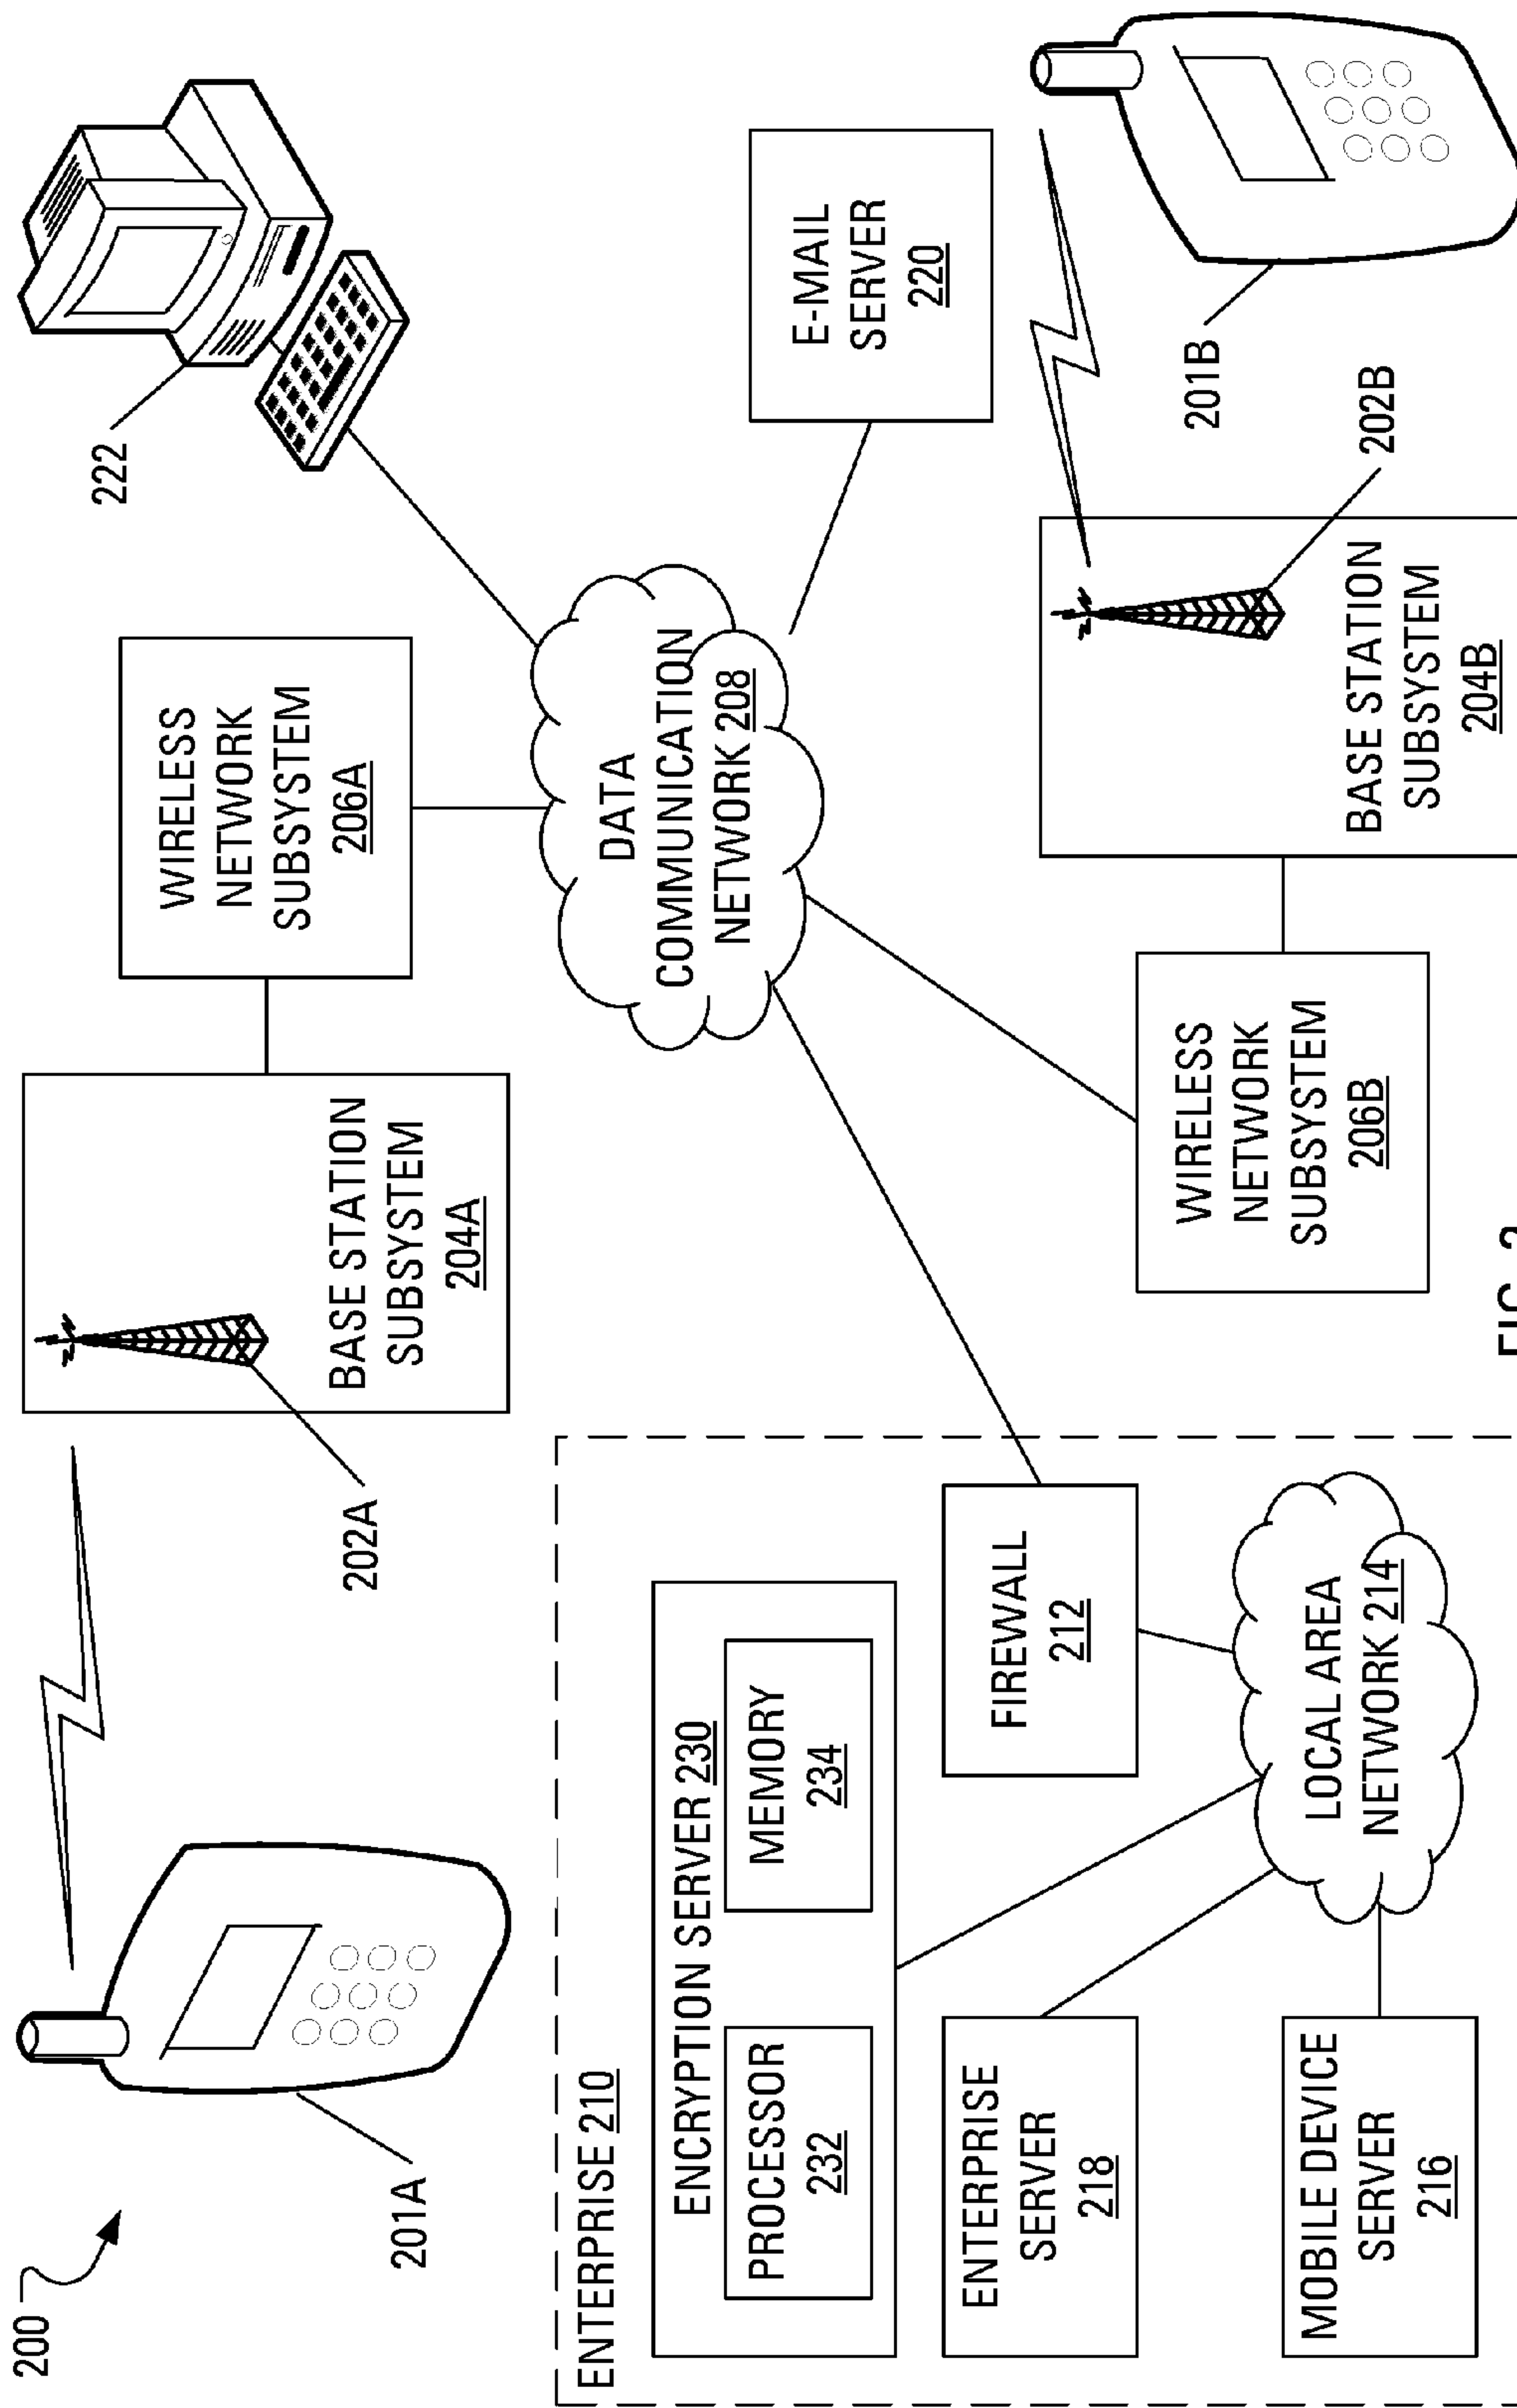 200
201A
202A
BASE STATION
SUBSYSTEM
204A
WIRELESS
NETWORK
SUBSYSTEM
206A
222
ENTERPRISE 210
ENCRYPTION SERVER 230
PROCESSOR
232
MEMORY
234
ENTERPRISE
SERVER
218
MOBILE DEVICE
SERVER
216
FIREWALL
212
LOCAL AREA
NETWORK 214
DATA
COMMUNICATION
NETWORK 208
E-MAIL
SERVER
220
WIRELESS
NETWORK
SUBSYSTEM
206B
BASE STATION
SUBSYSTEM
204B
201B
202B
FIG. 2